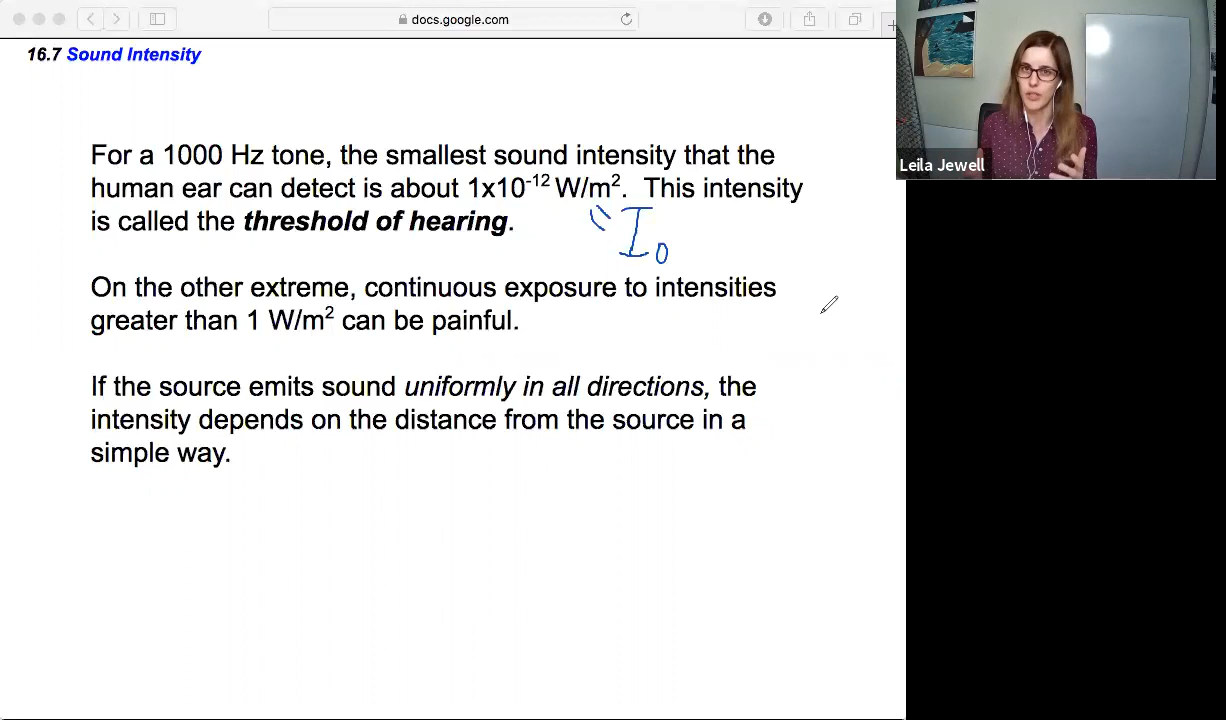 docs.google.com
16.7 Sound Intensity
For a 1000 Hz tone, the smallest sound intensity that the
human ear can detect is about 1x10⁻¹² W/m². This intensity
is called the threshold of hearing.
I₀
On the other extreme, continuous exposure to intensities
greater than 1 W/m² can be painful.
If the source emits sound uniformly in all directions, the
intensity depends on the distance from the source in a
simple way.
Leila Jewell